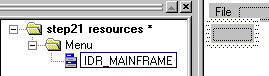 step21 resources *
Menu
IDR_MAINFRAME
File